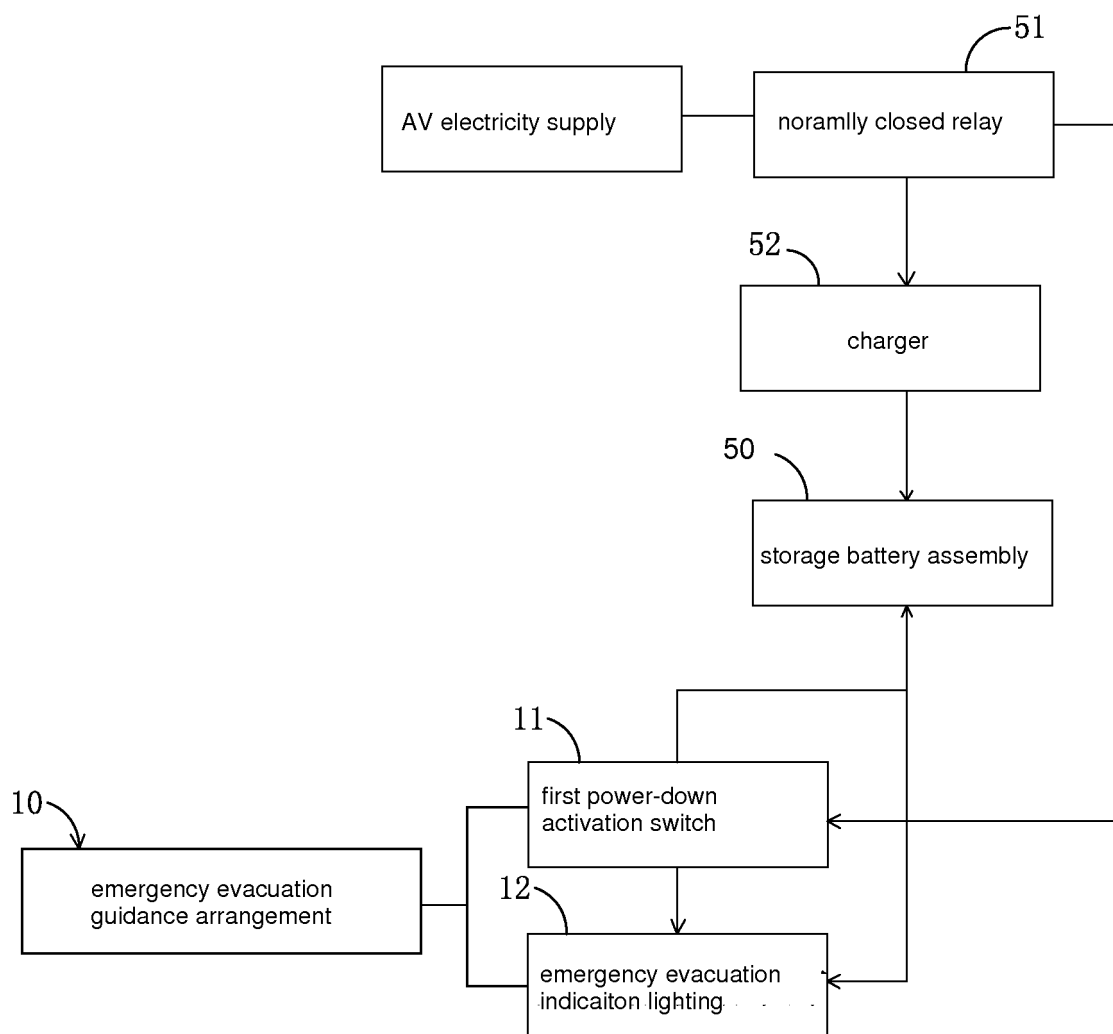 51
AV electricity supply
noramlly closed relay
52
charger
50
storage battery assembly
11
first power-down
activation switch
10
emergency evacuation
guidance arrangement
12
emergency evacuation
indicaiton lighting